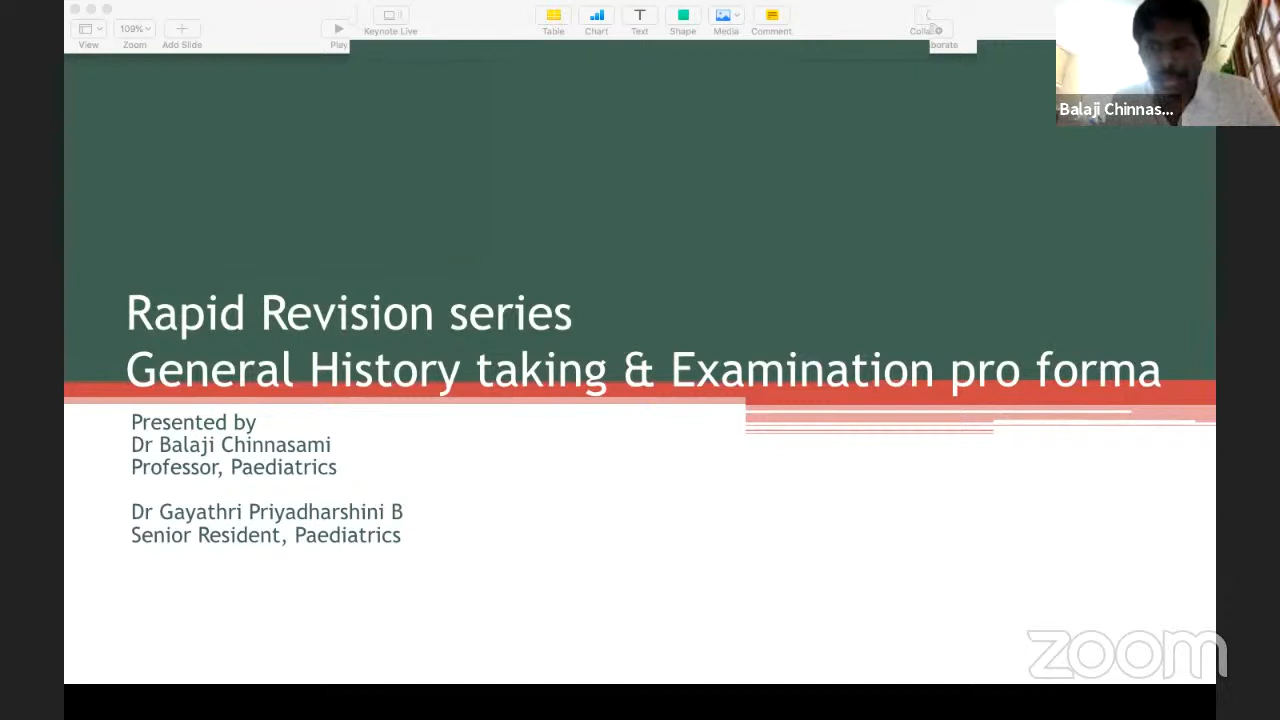 109%
View
Zoom
Add Slide
Play
Keynote Live
Table
Chart
Text
Shape
Media
Comment
borate
Balaji Chinnas...
Rapid Revision series
General History taking & Examination pro forma
Presented by
Dr Balaji Chinnasami
Professor, Paediatrics
Dr Gayathri Priyadharshini B
Senior Resident, Paediatrics
zoom